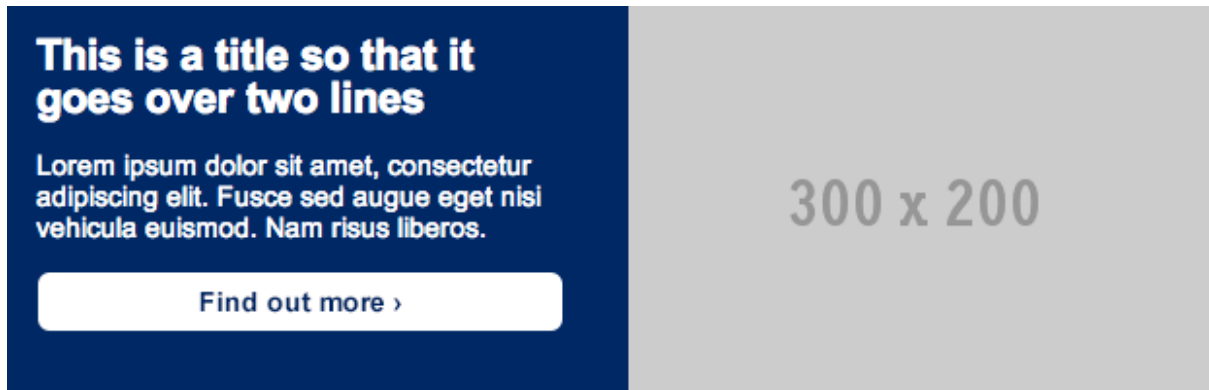 This is a title so that it
goes over two lines
Lorem ipsum dolor sit amet, consectetur
adipiscing elit. Fusce sed augue eget nisi
vehicula euismod. Nam risus liberos.
Find out more ›
300 x 200